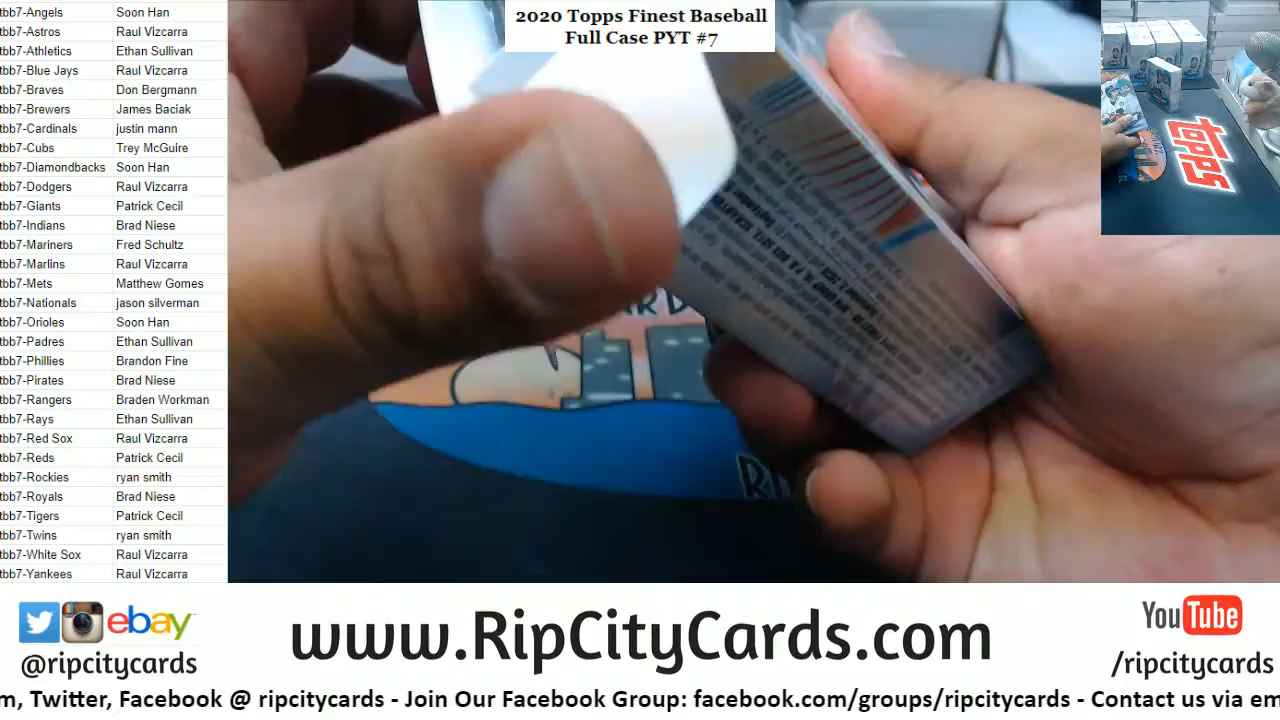 2020 Topps Finest Baseball
Full Case PYT #7
tbb7-Angels Soon Han
tbb7-Astros Raul Vizcarra
tbb7-Athletics Ethan Sullivan
tbb7-Blue Jays Raul Vizcarra
tbb7-Braves Don Bergmann
tbb7-Brewers James Baciak
tbb7-Cardinals justin mann
tbb7-Cubs Trey McGuire
tbb7-Diamondbacks Soon Han
tbb7-Dodgers Raul Vizcarra
tbb7-Giants Patrick Cecil
tbb7-Indians Brad Niese
tbb7-Mariners Fred Schultz
tbb7-Marlins Raul Vizcarra
tbb7-Mets Matthew Gomes
tbb7-Nationals jason silverman
tbb7-Orioles Soon Han
tbb7-Padres Ethan Sullivan
tbb7-Phillies Brandon Fine
tbb7-Pirates Brad Niese
tbb7-Rangers Braden Workman
tbb7-Rays Ethan Sullivan
tbb7-Red Sox Raul Vizcarra
tbb7-Reds Patrick Cecil
tbb7-Rockies ryan smith
tbb7-Royals Brad Niese
tbb7-Tigers Patrick Cecil
tbb7-Twins ryan smith
tbb7-White Sox Raul Vizcarra
tbb7-Yankees Raul Vizcarra
topps
ebay
@ripcitycards
www.RipCityCards.com
YouTube
/ripcitycards
m, Twitter, Facebook @ ripcitycards - Join Our Facebook Group: facebook.com/groups/ripcitycards - Contact us via em